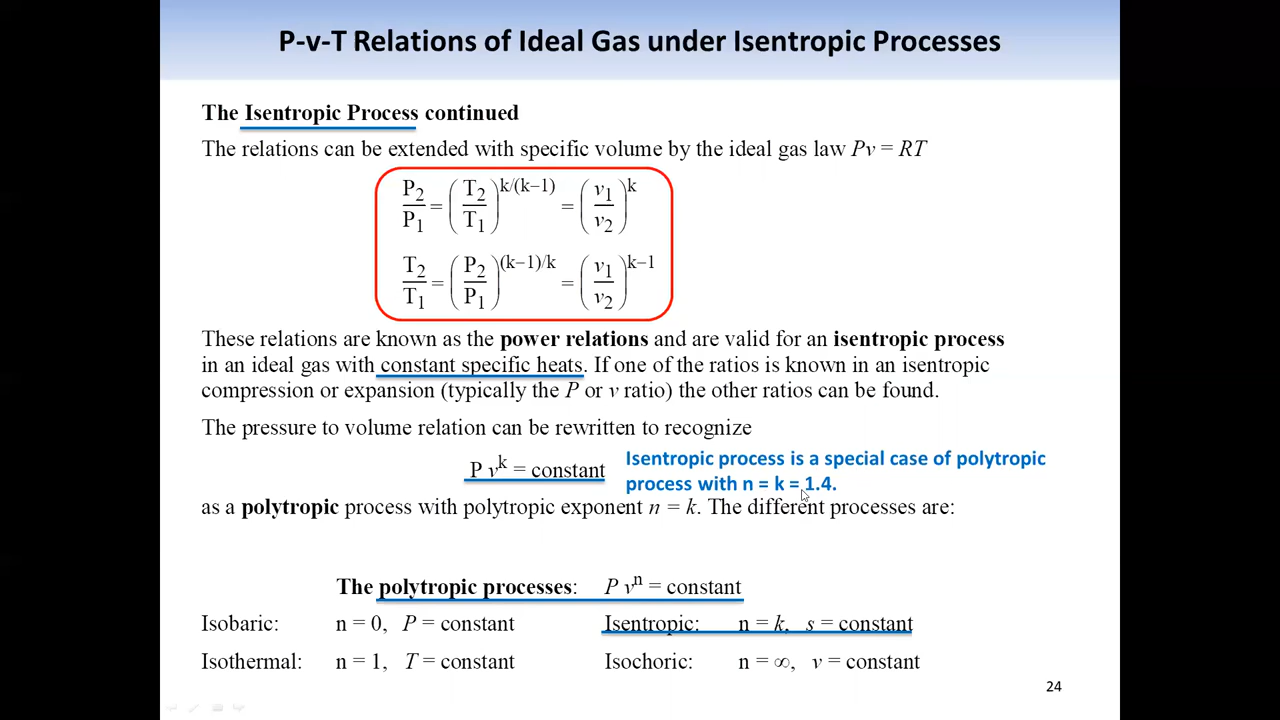 P-v-T Relations of Ideal Gas under Isentropic Processes
The Isentropic Process continued
The relations can be extended with specific volume by the ideal gas law Pv = RT
P₂/P₁ = (T₂/T₁)^k/(k−1) = (v₁/v₂)^k
T₂/T₁ = (P₂/P₁)^(k−1)/k = (v₁/v₂)^k−1
These relations are known as the power relations and are valid for an isentropic process
in an ideal gas with constant specific heats. If one of the ratios is known in an isentropic
compression or expansion (typically the P or v ratio) the other ratios can be found.
The pressure to volume relation can be rewritten to recognize
P v^k = constant
Isentropic process is a special case of polytropic
process with n = k = 1.4.
as a polytropic process with polytropic exponent n = k. The different processes are:
The polytropic processes: P v^n = constant
Isobaric: n = 0, P = constant Isentropic: n = k, s = constant
Isothermal: n = 1, T = constant Isochoric: n = ∞, v = constant
24